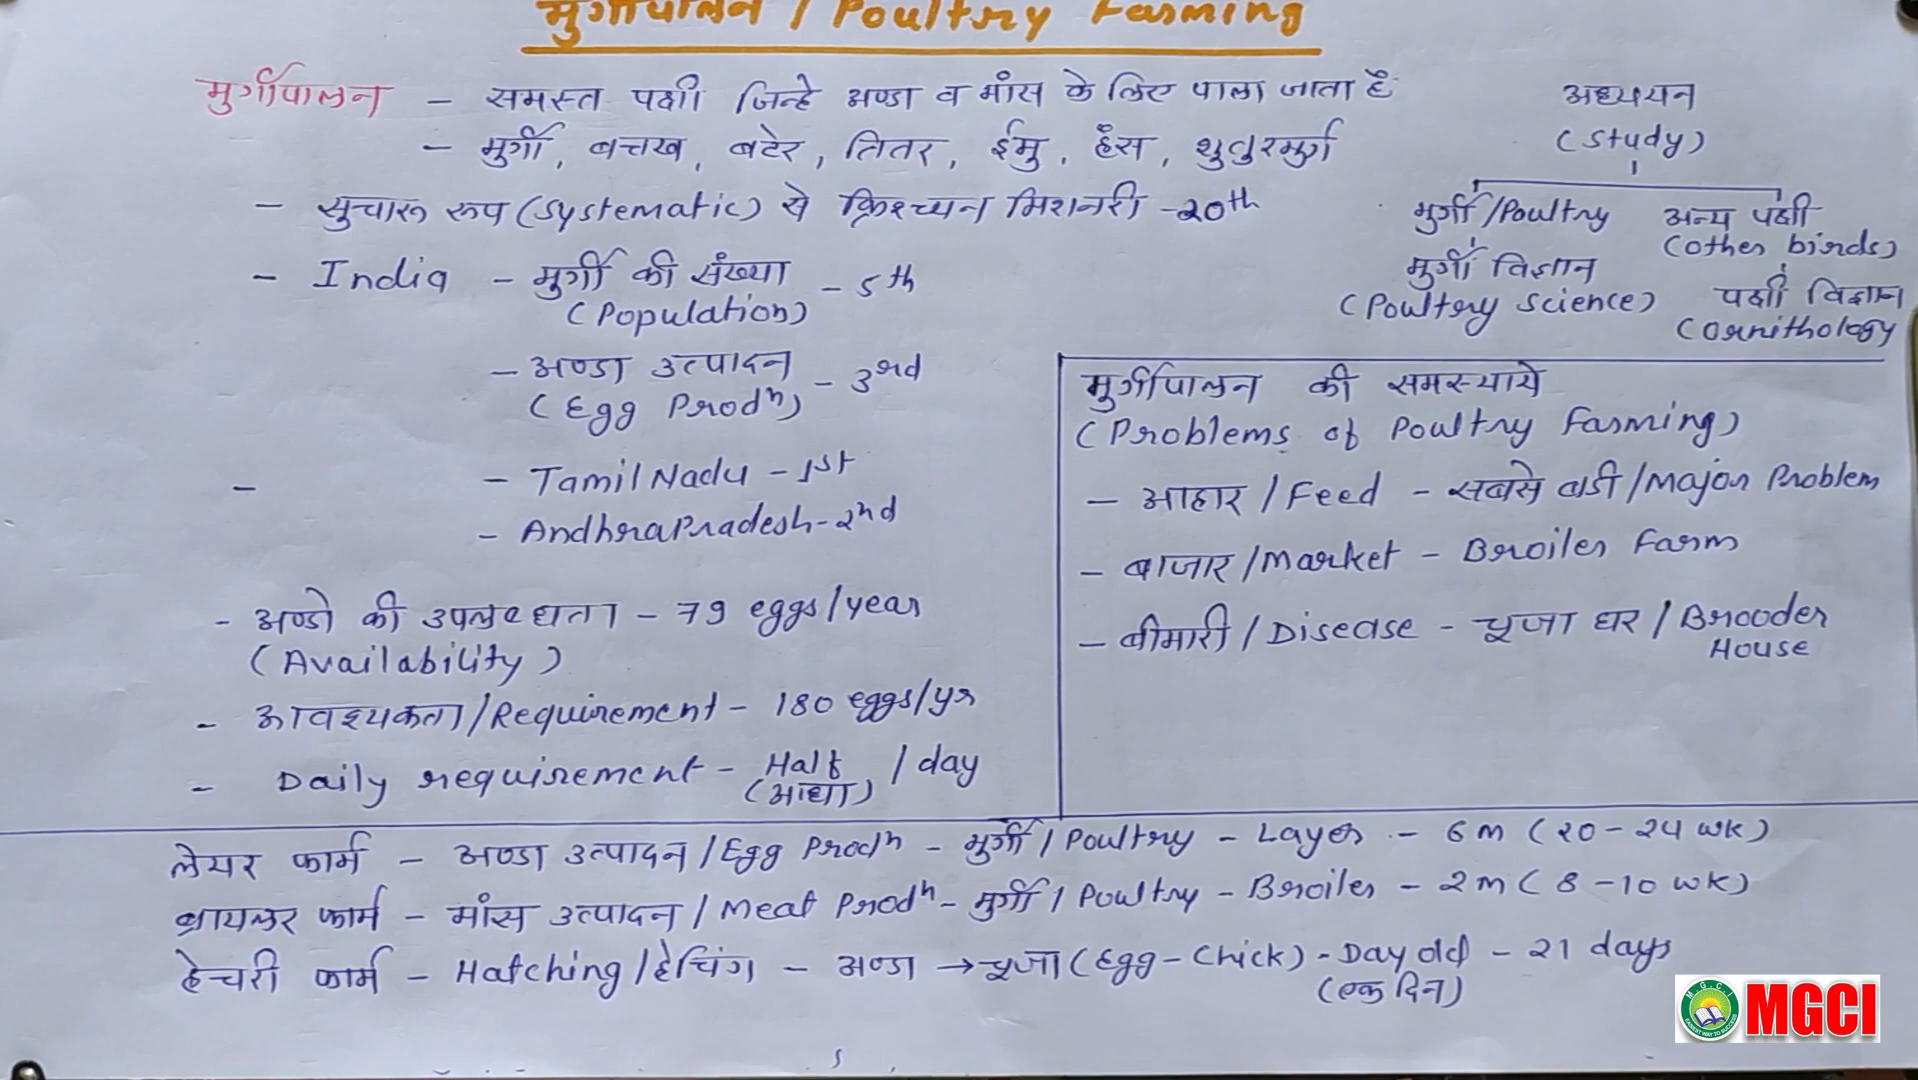 मुर्गीपालन / Poultry Farming
मुर्गीपालन - समस्त पक्षी जिन्हे अण्डा व मांस के लिए पाला जाता है
- मुर्गी, बत्तख, बटेर, तितर, ईमु, हंस, शुतुरमुर्ग
- सुचारू रूप (Systematic) से क्रिश्च्यन मिशनरी - 20th
- India - मुर्गी की संख्या - 5th
(Population)
- अण्डा उत्पादन - 3rd
(Egg Prodn)
- - Tamil Nadu - 1st
- Andhra Pradesh - 2nd
- अण्डो की उपलब्धता - 79 eggs/year
(Availability)
- आवश्यकता/Requirement - 180 eggs/yr
- Daily requirement - Half / day
(आधा)
अध्ययन
(Study)
मुर्गी/Poultry अन्य पक्षी
(other birds)
मुर्गी विज्ञान
(Poultry Science) पक्षी विज्ञान
(Ornithology
मुर्गीपालन की समस्याये
(Problems of Poultry Farming)
- आहार / Feed - सबसे बडी / Major Problem
- बाजार / Market - Broiler Farm
- बीमारी / Disease - चूजा घर / Brooder
House
लेयर फार्म - अण्डा उत्पादन / Egg Prodn - मुर्गी / Poultry - Layer - 6 m (20-24 wk)
ब्रायलर फार्म - मांस उत्पादन / Meat Prodn - मुर्गी / Poultry - Broiler - 2 m (8-10 wk)
हेचरी फार्म - Hatching / हेचिंग - अण्डा → चूजा (Egg-Chick) - Day old - 21 days
(एक दिन)
M.G.C.I
MGCI